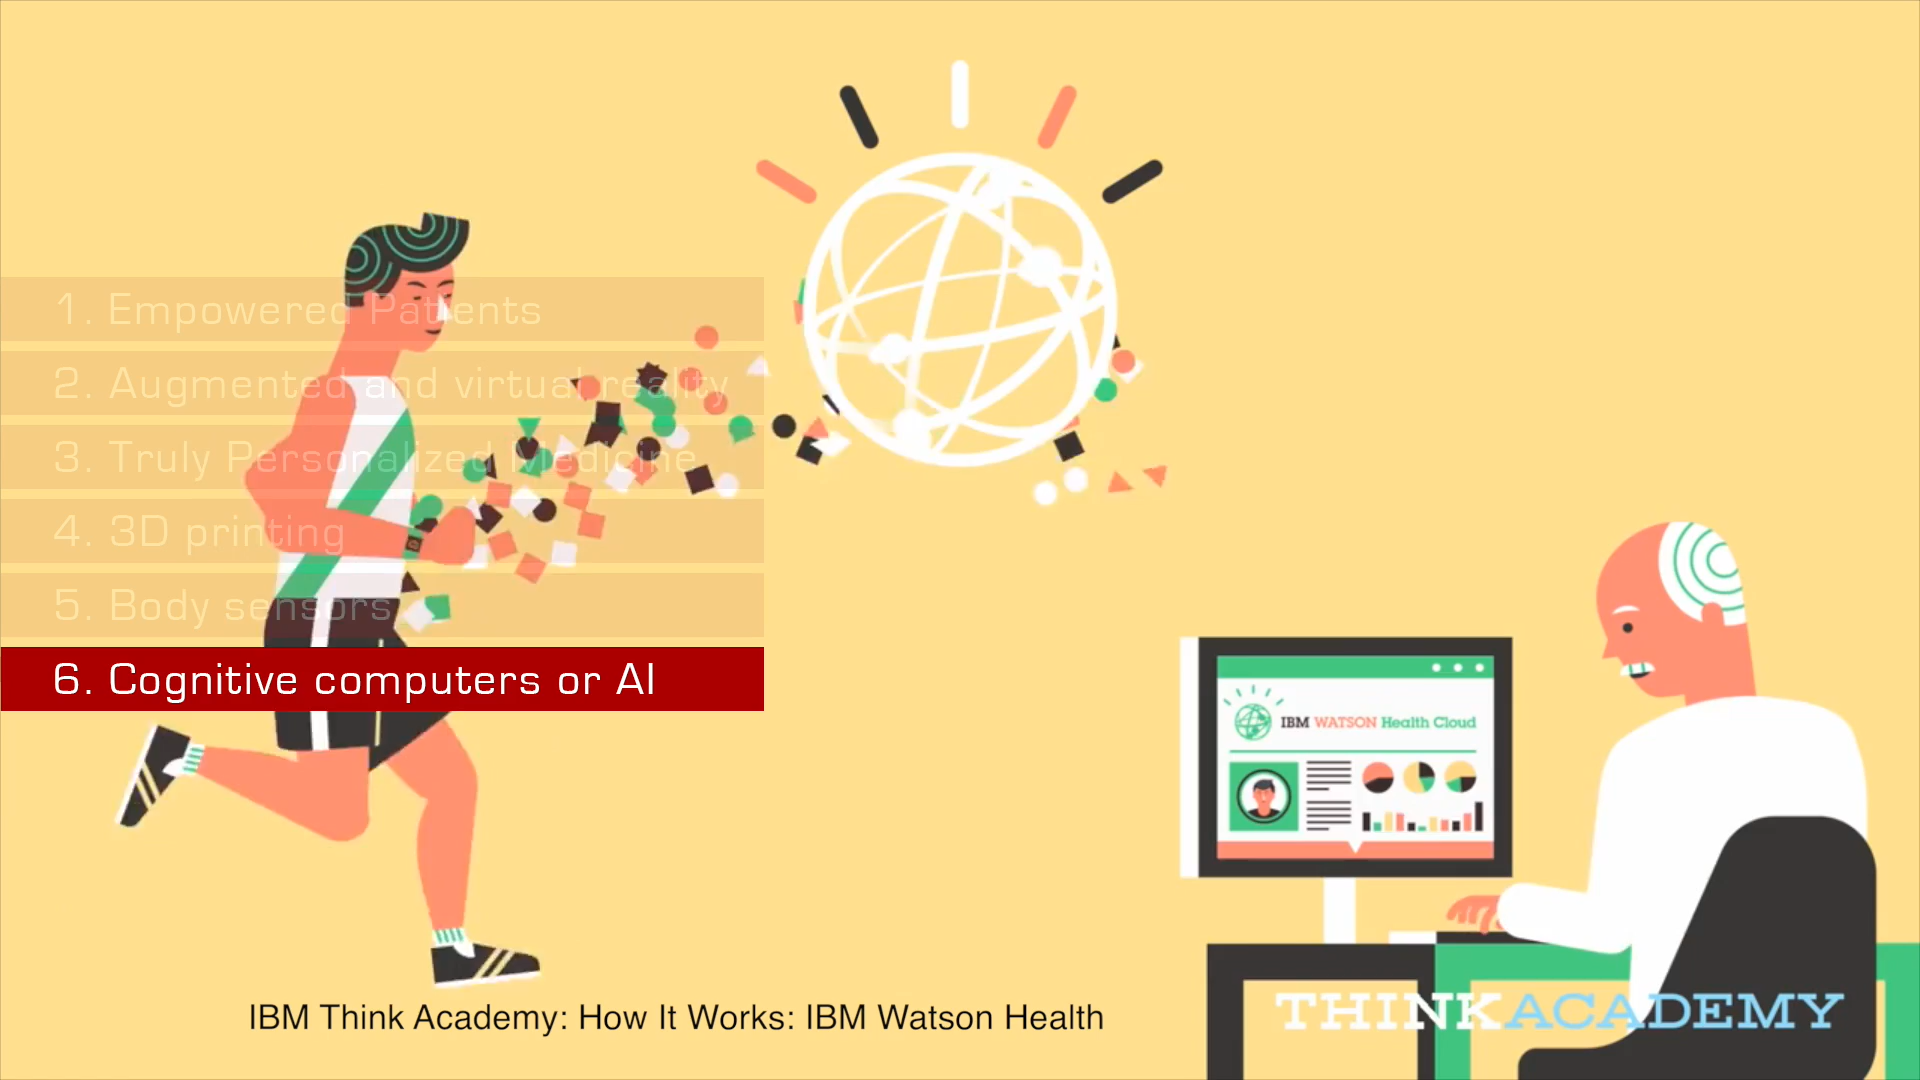 1. Empowered Patients
2. Augmented and virtual reality
3. Truly Personalized Medicine
4. 3D printing
5. Body sensors
6. Cognitive computers or AI
IBM WATSON Health Cloud
IBM Think Academy: How It Works: IBM Watson Health
THINKACADEMY